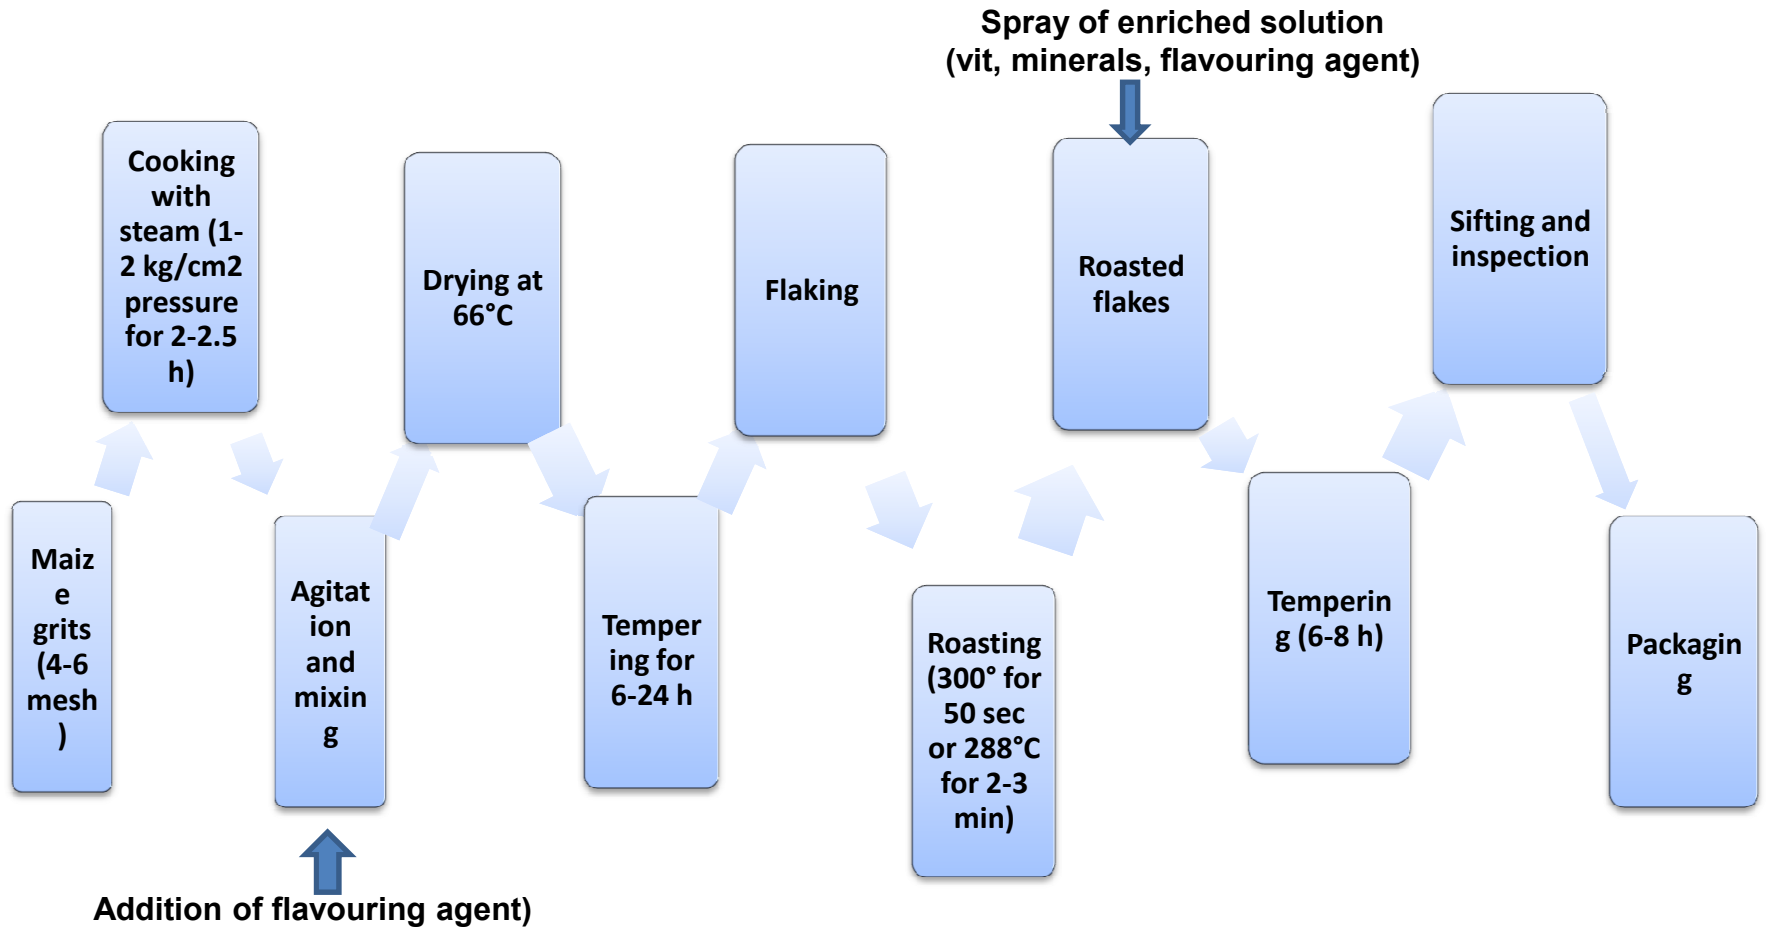 Spray of enriched solution
(vit, minerals, flavouring agent)
Maiz
e
grits
(4-6
mesh
)
Cooking
with
steam (1-
2 kg/cm2
pressure
for 2-2.5
h)
Agitat
ion
and
mixin
g
Addition of flavouring agent)
Drying at
66°C
Temper
ing for
6-24 h
Flaking
Roasting
(300° for
50 sec
or 288°C
for 2-3
min)
Roasted
flakes
Temperin
g (6-8 h)
Sifting and
inspection
Packagin
g